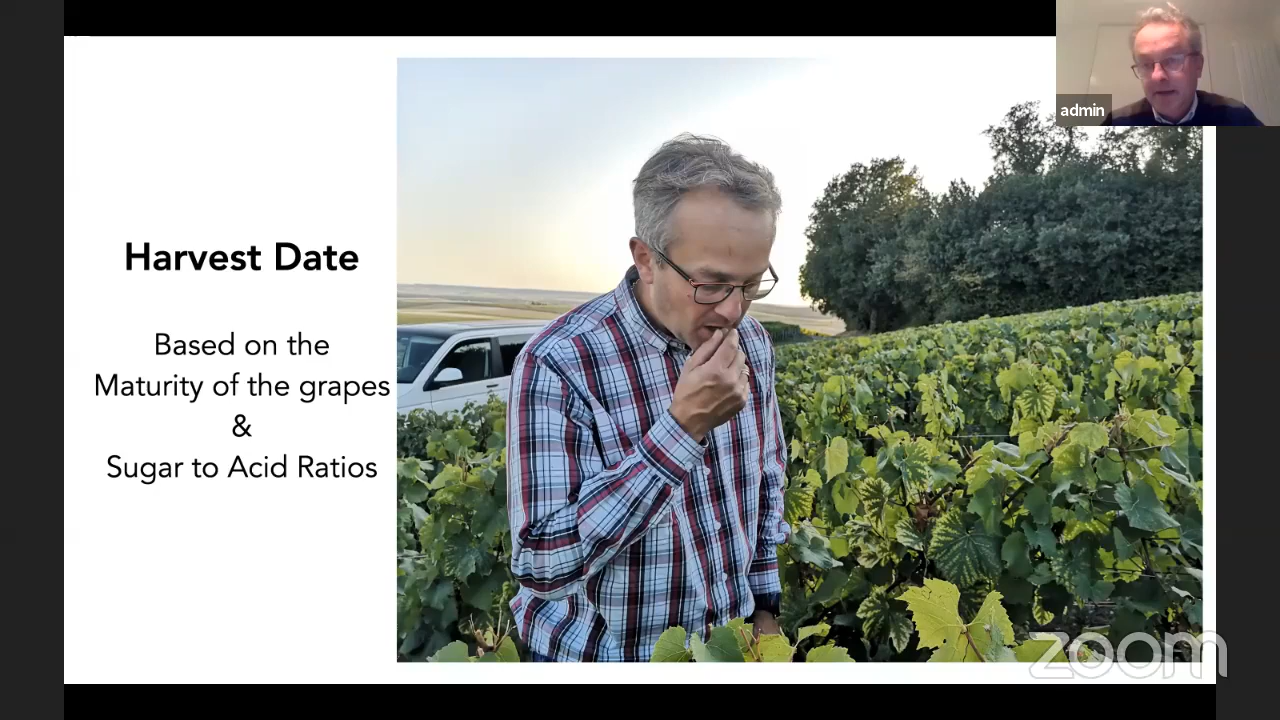 admin
Harvest Date
Based on the
Maturity of the grapes
&
Sugar to Acid Ratios
zoom